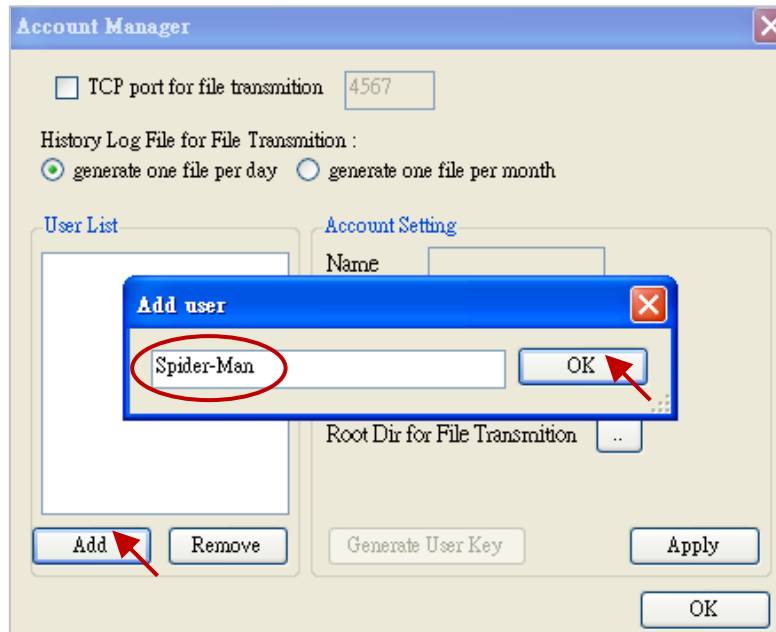 Account Manager
TCP port for file transmition 4567
History Log File for File Transmition :
generate one file per day generate one file per month
User List
Account Setting
Name
Add user
Spider-Man OK
Root Dir for File Transmition ..
Add Remove Generate User Key Apply
OK